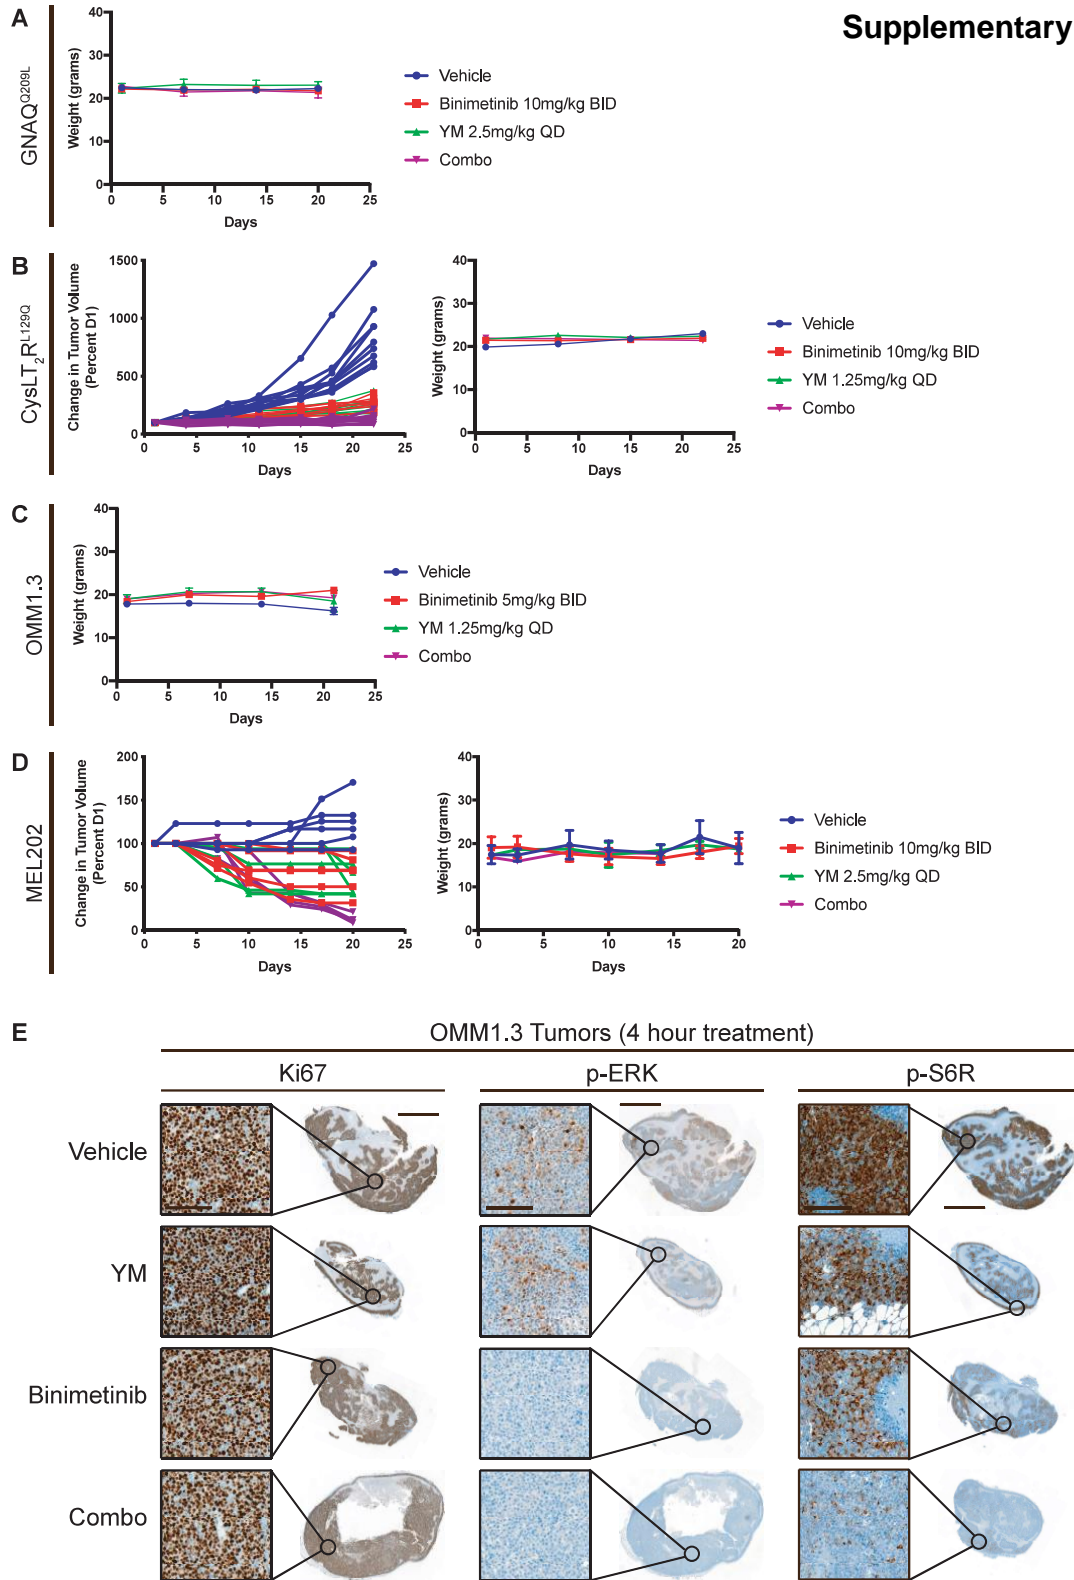 Supplementary
A
GNAQQ209L
Weight (grams)
40
30
20
10
0
0 5 10 15 20 25
Days
Vehicle
Binimetinib 10mg/kg BID
YM 2.5mg/kg QD
Combo
B
CysLT2RL129Q
Change in Tumor Volume
(Percent D1)
1500
1000
500
0
0 5 10 15 20 25
Days
Weight (grams)
40
30
20
10
0
0 5 10 15 20 25
Days
Vehicle
Binimetinib 10mg/kg BID
YM 1.25mg/kg QD
Combo
C
OMM1.3
Weight (grams)
40
30
20
10
0
0 5 10 15 20 25
Days
Vehicle
Binimetinib 5mg/kg BID
YM 1.25mg/kg QD
Combo
D
MEL202
Change in Tumor Volume
(Percent D1)
200
150
100
50
0
0 5 10 15 20 25
Days
Weight (grams)
40
30
20
10
0
0 5 10 15 20
Days
Vehicle
Binimetinib 10mg/kg BID
YM 2.5mg/kg QD
Combo
E
OMM1.3 Tumors (4 hour treatment)
Ki67 p-ERK p-S6R
Vehicle
YM
Binimetinib
Combo